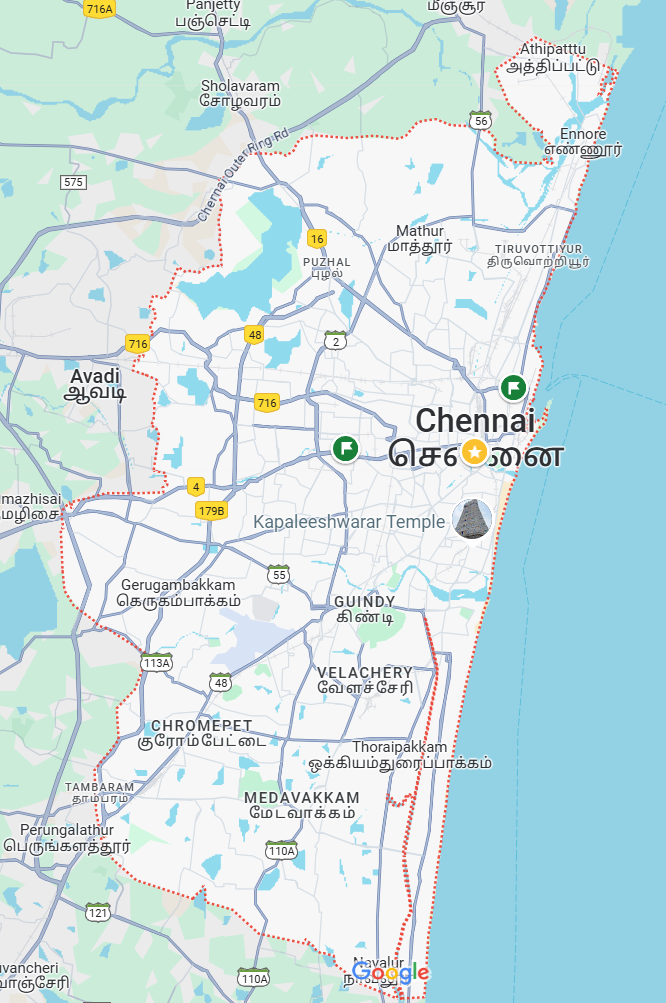 716A
Panjetty
பஞ்செட்டி
மீஞ்சூர்
Athipatttu
அத்திப்பட்டு
Sholavaram
சோழவரம்
56
Ennore
எண்ணூர்
Chennai Outer Ring Rd
575
Mathur
மாத்தூர்
16
TIRUVOTTIYUR
திருவொற்றியூர்
PUZHAL
புழல்
716
48
2
Avadi
ஆவடி
716
Chennai
4
mazhisai
மழிசை
179B
Kapaleeshwarar Temple
55
Gerugambakkam
கெருகம்பாக்கம்
GUINDY
கிண்டி
113A
48
VELACHERY
வேளச்சேரி
CHROMEPET
குரோம்பேட்டை
Thoraipakkam
ஒக்கியம்துரைப்பாக்கம்
TAMBARAM
தாம்பரம்
MEDAVAKKAM
மேடவாக்கம்
Perungalathur
பெருங்களத்தூர்
110A
121
Navalur
vancheri
வாஞ்சேரி
110A
Google